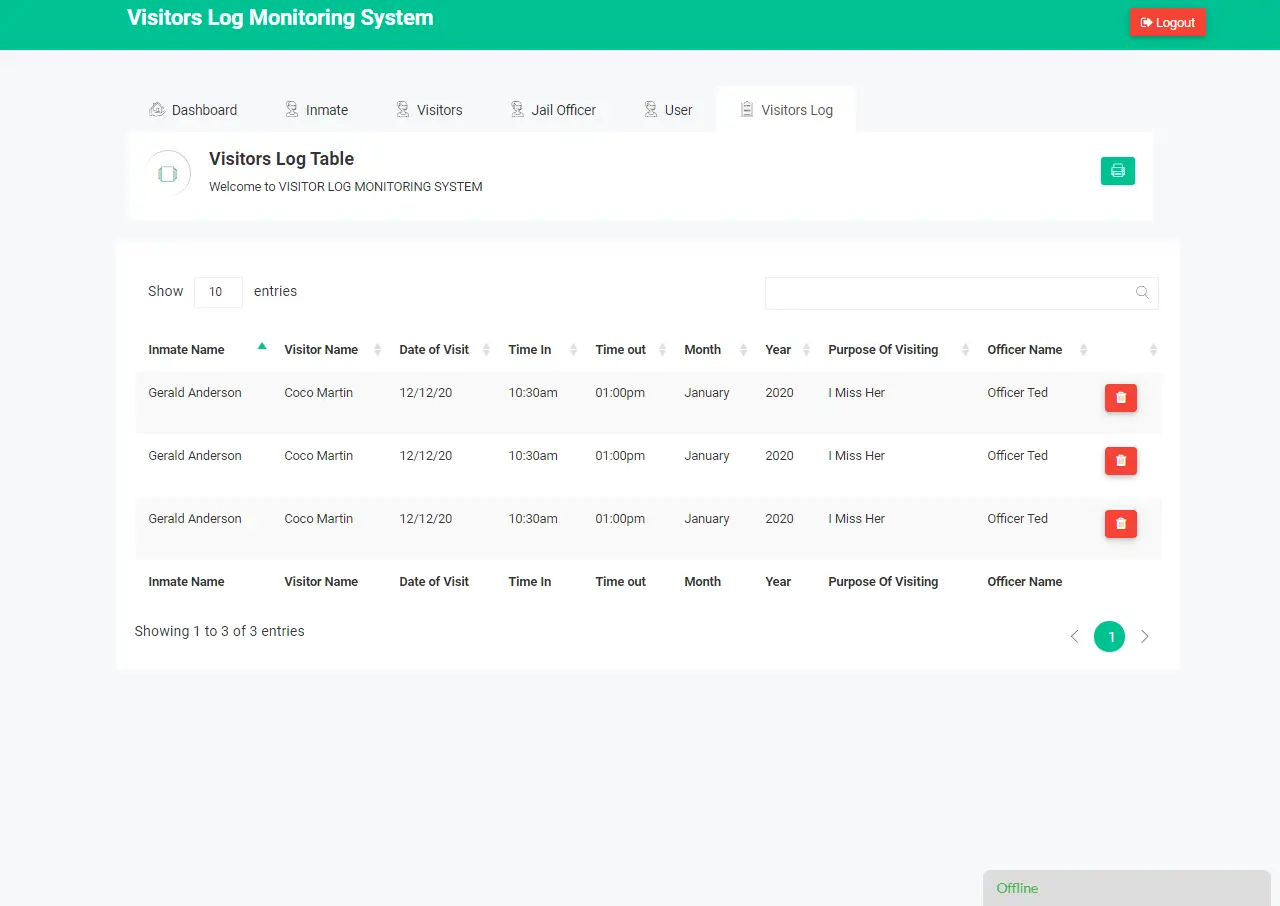 Visitors Log Monitoring System
Logout
Dashboard Inmate Visitors Jail Officer User Visitors Log
Visitors Log Table
Welcome to VISITOR LOG MONITORING SYSTEM
Show 10 entries
Inmate Name Visitor Name Date of Visit Time In Time out Month Year Purpose Of Visiting Officer Name
Gerald Anderson Coco Martin 12/12/20 10:30am 01:00pm January 2020 I Miss Her Officer Ted
Gerald Anderson Coco Martin 12/12/20 10:30am 01:00pm January 2020 I Miss Her Officer Ted
Gerald Anderson Coco Martin 12/12/20 10:30am 01:00pm January 2020 I Miss Her Officer Ted
Inmate Name Visitor Name Date of Visit Time In Time out Month Year Purpose Of Visiting Officer Name
Showing 1 to 3 of 3 entries
1
Offline